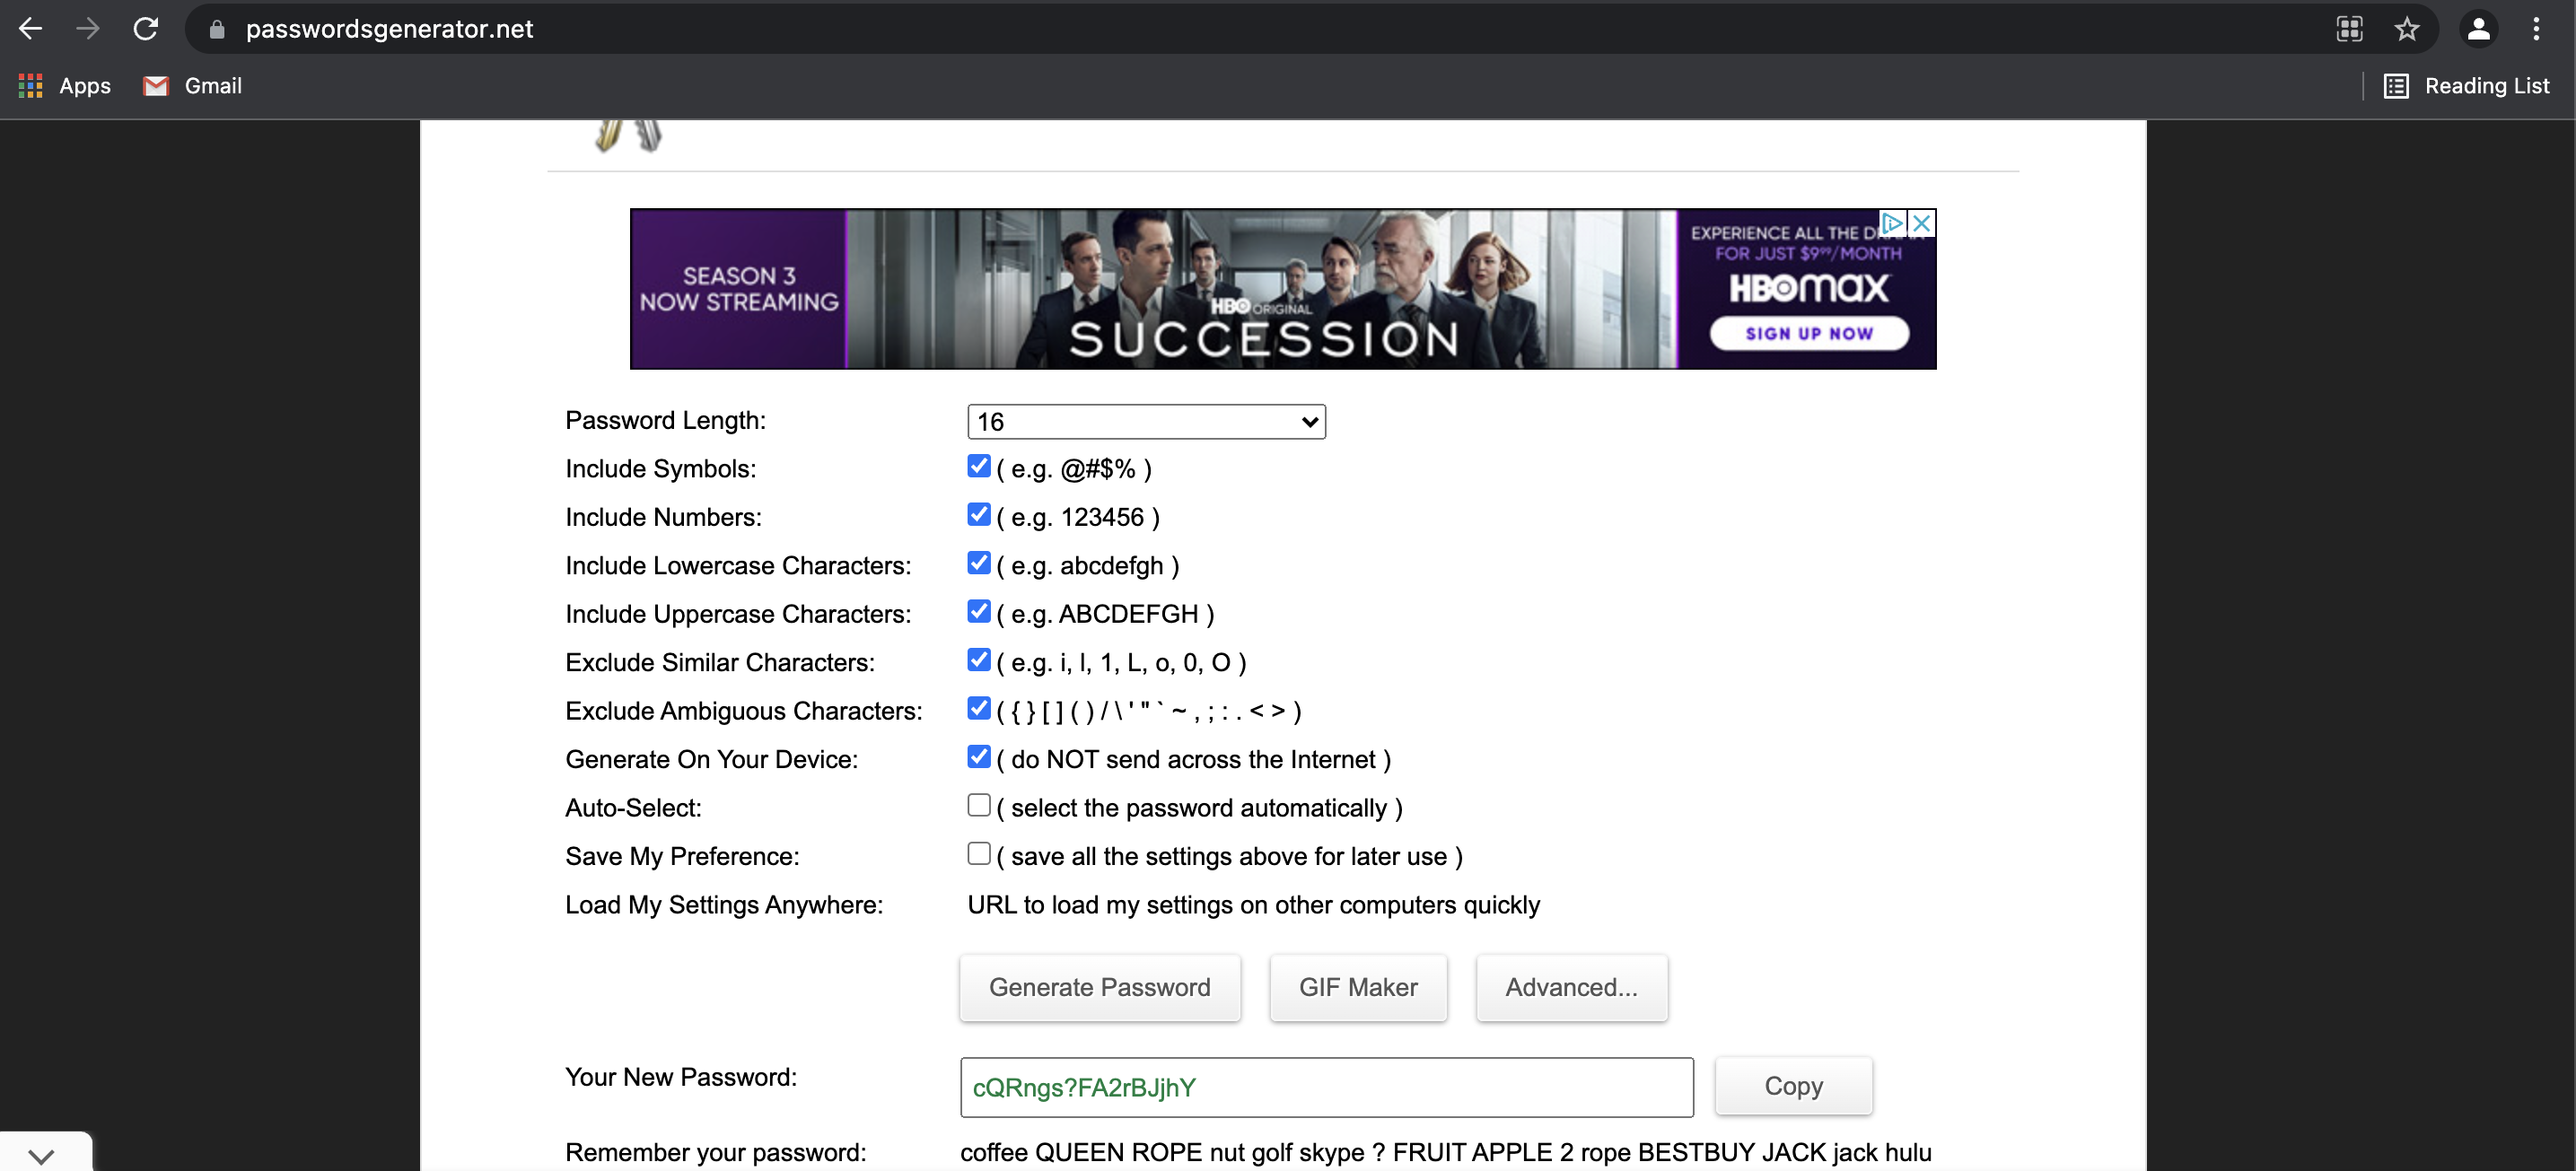 passwordsgenerator.net
Apps Gmail Reading List
SEASON 3
NOW STREAMING
HBO ORIGINAL
SUCCESSION
EXPERIENCE ALL THE
FOR JUST $9⁹⁹/MONTH
HBOmax
SIGN UP NOW
Password Length: 16
Include Symbols: ( e.g. @#$% )
Include Numbers: ( e.g. 123456 )
Include Lowercase Characters: ( e.g. abcdefgh )
Include Uppercase Characters: ( e.g. ABCDEFGH )
Exclude Similar Characters: ( e.g. i, l, 1, L, o, 0, O )
Exclude Ambiguous Characters: ( { } [ ] ( ) / \ ' " ` ~ , ; : . < > )
Generate On Your Device: ( do NOT send across the Internet )
Auto-Select: ( select the password automatically )
Save My Preference: ( save all the settings above for later use )
Load My Settings Anywhere: URL to load my settings on other computers quickly
Generate Password GIF Maker Advanced...
Your New Password: cQRngs?FA2rBJjhY Copy
Remember your password: coffee QUEEN ROPE nut golf skype ? FRUIT APPLE 2 rope BESTBUY JACK jack hulu